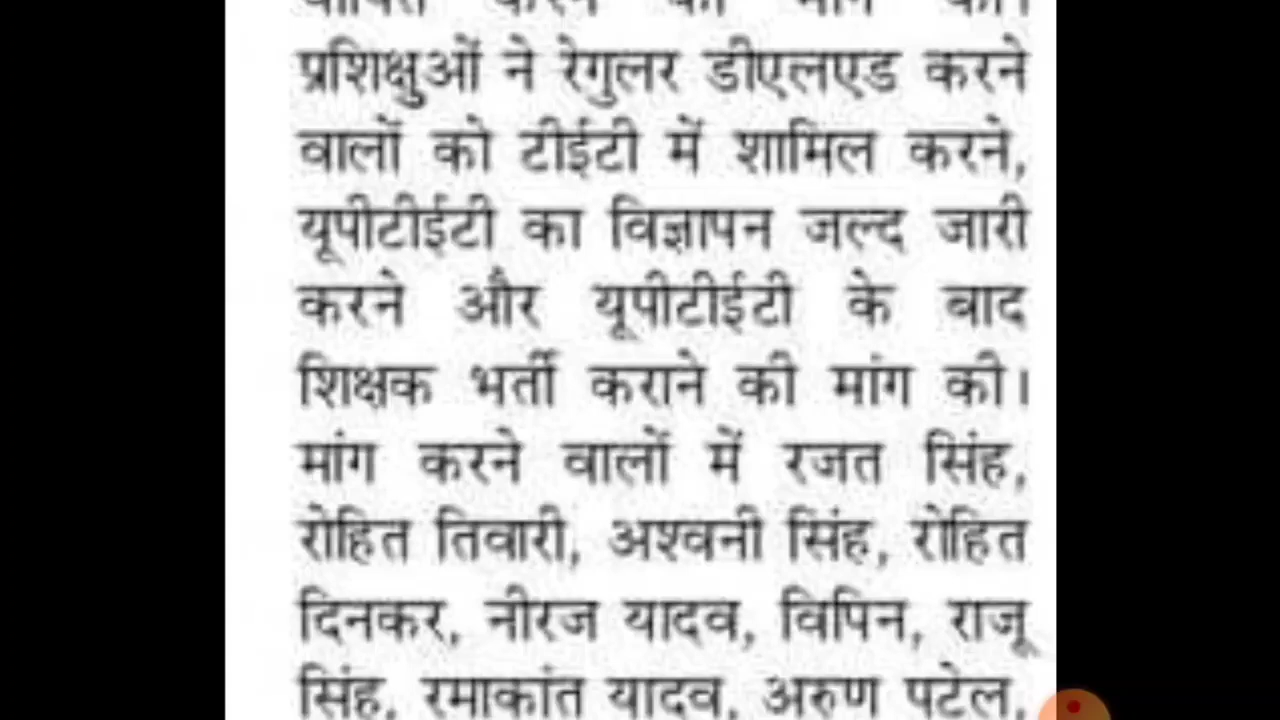 प्रशिक्षुओं ने रेगुलर डीएलएड करने
वालों को टीईटी में शामिल करने,
यूपीटीईटी का विज्ञापन जल्द जारी
करने और यूपीटीईटी के बाद
शिक्षक भर्ती कराने की मांग की।
मांग करने वालों में रजत सिंह,
रोहित तिवारी, अश्वनी सिंह, रोहित
दिनकर, नीरज यादव, विपिन, राजू
सिंह, रमाकांत यादव, अरुण पटेल,